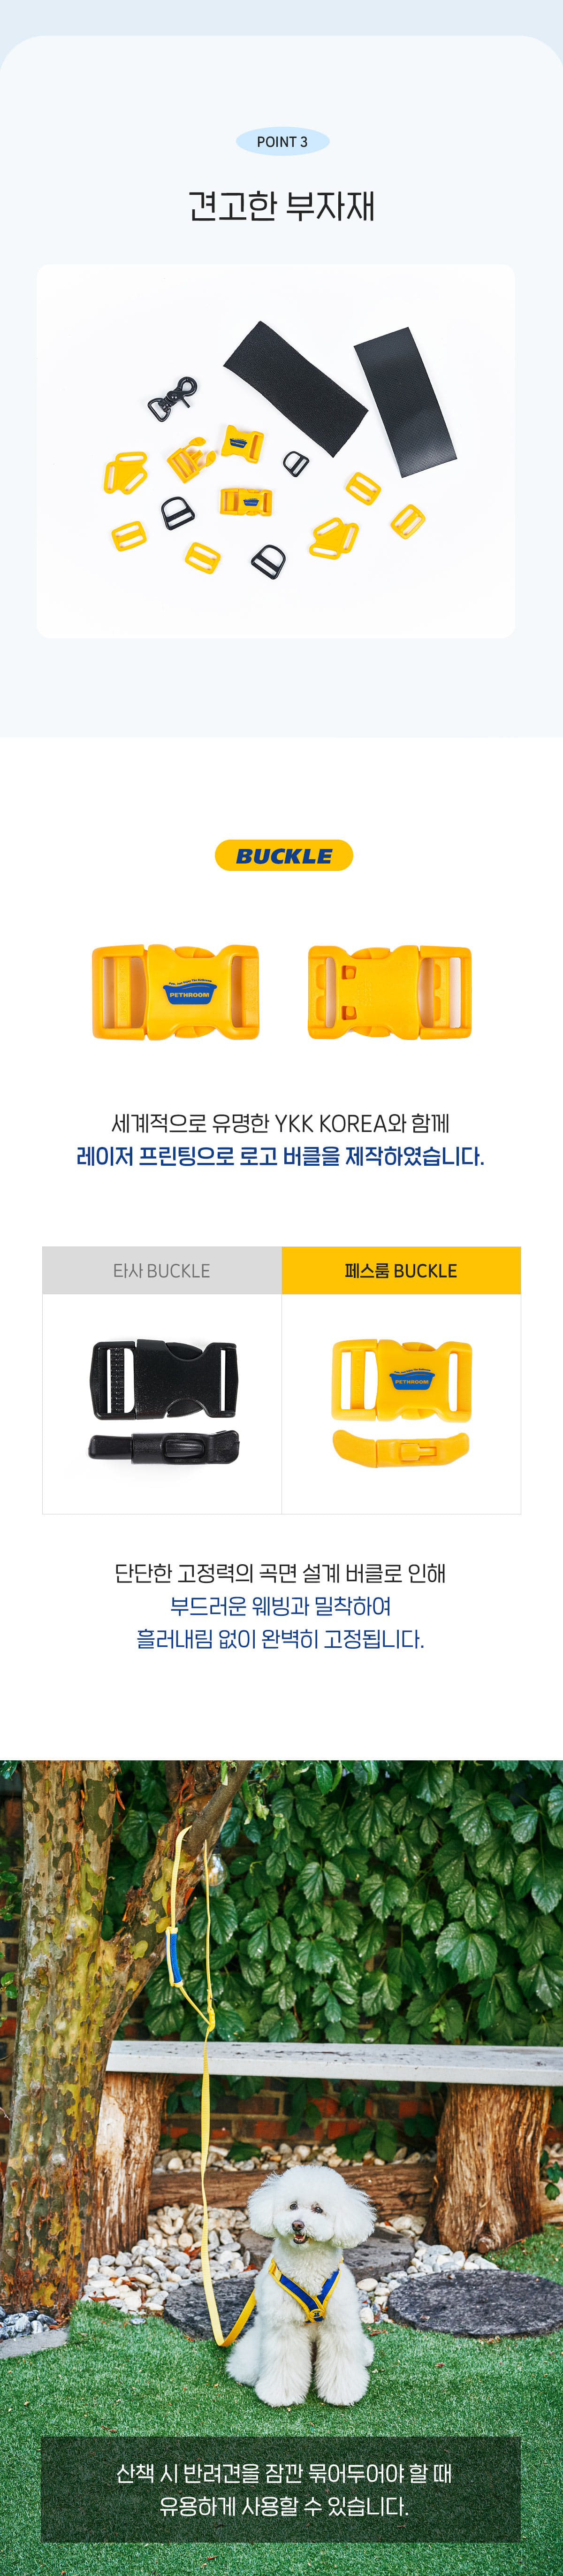 POINT 3
견고한 부자재
BUCKLE
PETHROOM
세계적으로 유명한 YKK KOREA와 함께
레이저 프린팅으로 로고 버클을 제작하였습니다.
타사 BUCKLE
페스룸 BUCKLE
PETHROOM
단단한 고정력의 곡면 설계 버클로 인해
부드러운 웨빙과 밀착하여
흘러내림 없이 완벽히 고정됩니다.
산책 시 반려견을 잠깐 묶어두어야 할 때
유용하게 사용할 수 있습니다.